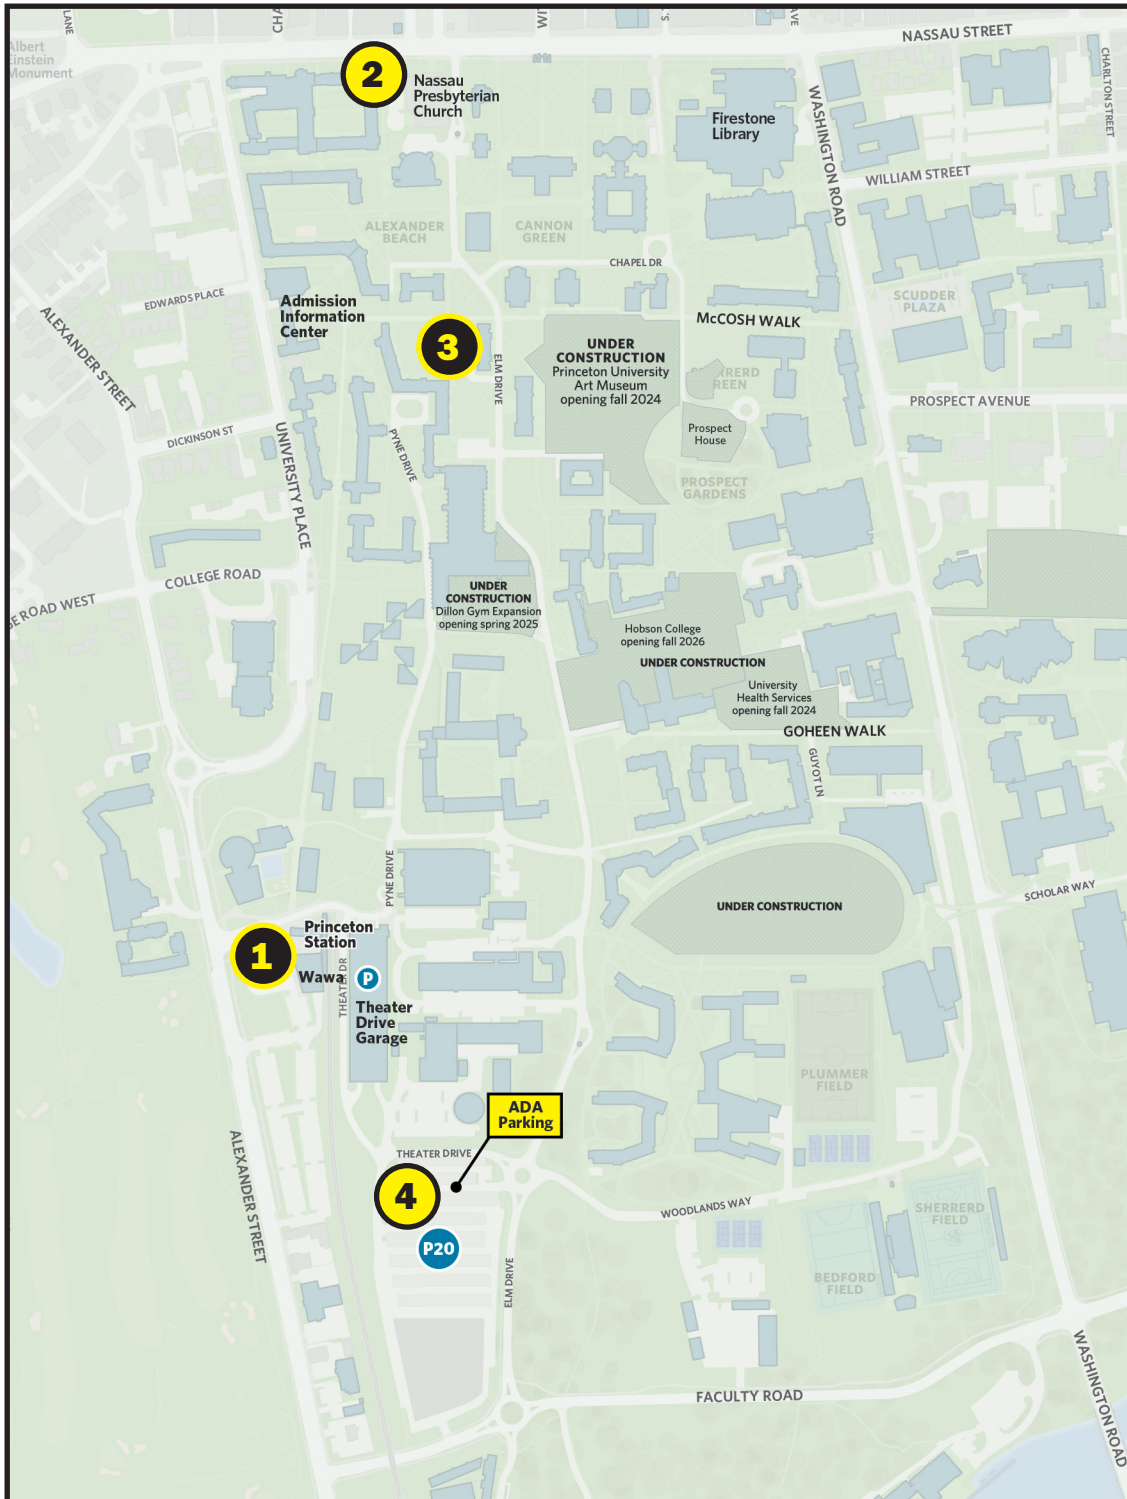 LANE
CHA
WIT
S.
AVE
NASSAU STREET
Albert
Einstein
Monument
2
Nassau
Presbyterian
Church
Firestone
Library
WASHINGTON ROAD
CHARLTON STREET
WILLIAM STREET
ALEXANDER
BEACH
CANNON
GREEN
CHAPEL DR
EDWARDS PLACE
Admission
Information
Center
SCUDDER
PLAZA
ALEXANDER STREET
3
ELM DRIVE
McCOSH WALK
UNDER
CONSTRUCTION
Princeton University
Art Museum
opening fall 2024
ERRERD
REEN
PROSPECT AVENUE
DICKINSON ST
UNIVERSITY PLACE
PYNE DRIVE
Prospect
House
PROSPECT
GARDENS
COLLEGE ROAD
GE ROAD WEST
UNDER
CONSTRUCTION
Dillon Gym Expansion
opening spring 2025
Hobson College
opening fall 2026
UNDER CONSTRUCTION
University
Health Services
opening fall 2024
GOHEEN WALK
GUYOT LN
PYNE DRIVE
SCHOLAR WAY
UNDER CONSTRUCTION
1
Princeton
Station
Wawa
P
THEATER DR
Theater
Drive
Garage
PLUMMER
FIELD
ADA
Parking
ALEXANDER STREET
THEATER DRIVE
4
P20
WOODLANDS WAY
SHERRERD
FIELD
ELM DRIVE
BEDFORD
FIELD
FACULTY ROAD
WASHINGTON ROAD